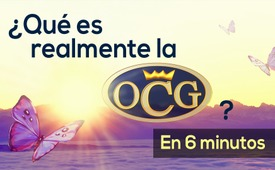 ¿Qué es
realmente la
OCG
?
En 6 minutos